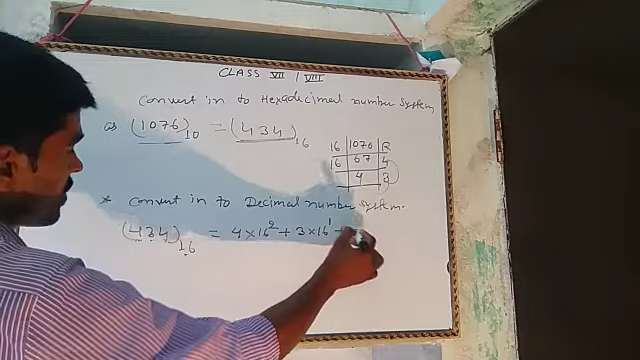 CLASS VII / VIII
Convert in to Hexadecimal number system,
a) (1076)10 = (434)16
16 | 1076 | R
16 | 67 | 4
4 | 3
* Convert in to Decimal number system.
(434)16 = 4×16² + 3×16¹ +